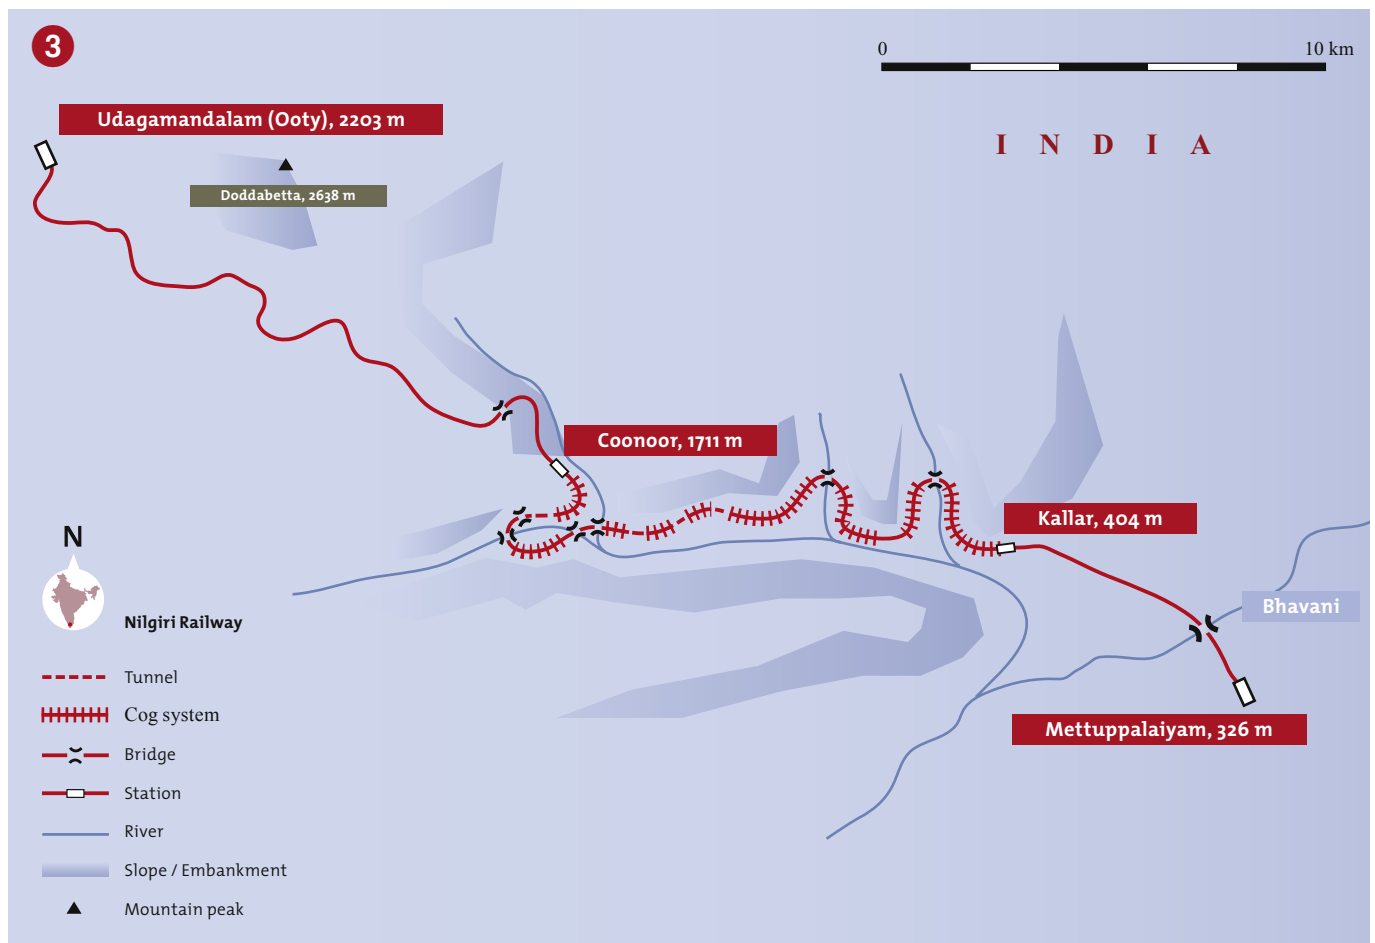 3
0 10 km
Udagamandalam (Ooty), 2203 m
I N D I A
Doddabetta, 2638 m
Coonoor, 1711 m
Kallar, 404 m
N
Bhavani
Nilgiri Railway
Tunnel
Cog system
Mettuppalaiyam, 326 m
Bridge
Station
River
Slope / Embankment
Mountain peak